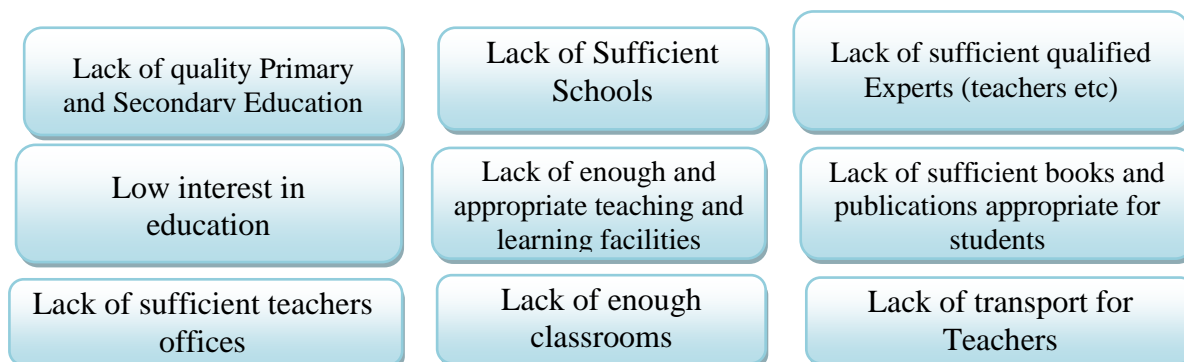 Lack of quality Primary
and Secondary Education
Lack of Sufficient
Schools
Lack of sufficient qualified
Experts (teachers etc)
Low interest in
education
Lack of enough and
appropriate teaching and
learning facilities
Lack of sufficient books and
publications appropriate for
students
Lack of sufficient teachers
offices
Lack of enough
classrooms
Lack of transport for
Teachers